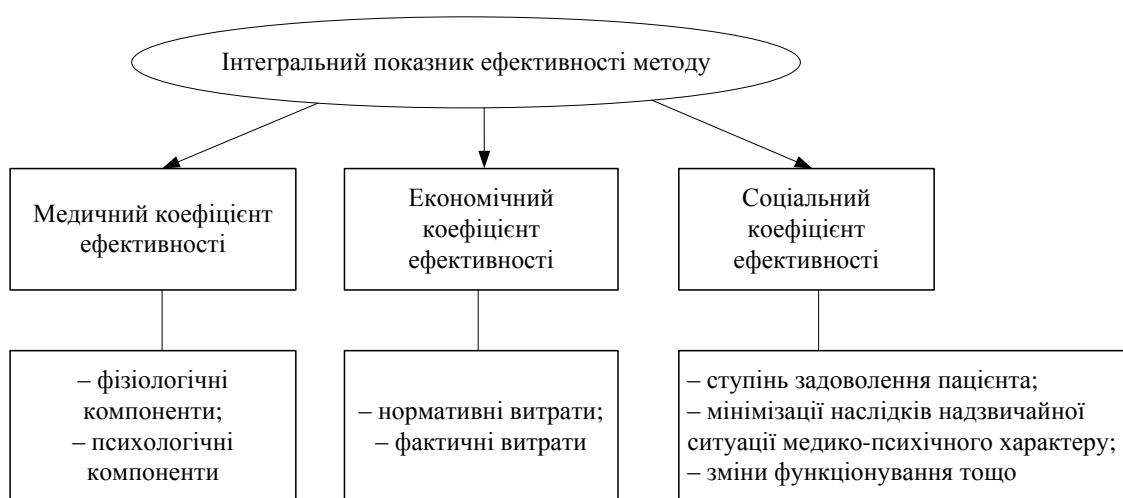 Інтегральний показник ефективності методу
Медичний коефіцієнт
ефективності
Економічний
коефіцієнт
ефективності
Соціальний
коефіцієнт
ефективності
– фізіологічні
компоненти;
– психологічні
компоненти
– нормативні витрати;
– фактичні витрати
– ступінь задоволення пацієнта;
– мінімізації наслідків надзвичайної
ситуації медико-психічного характеру;
– зміни функціонування тощо